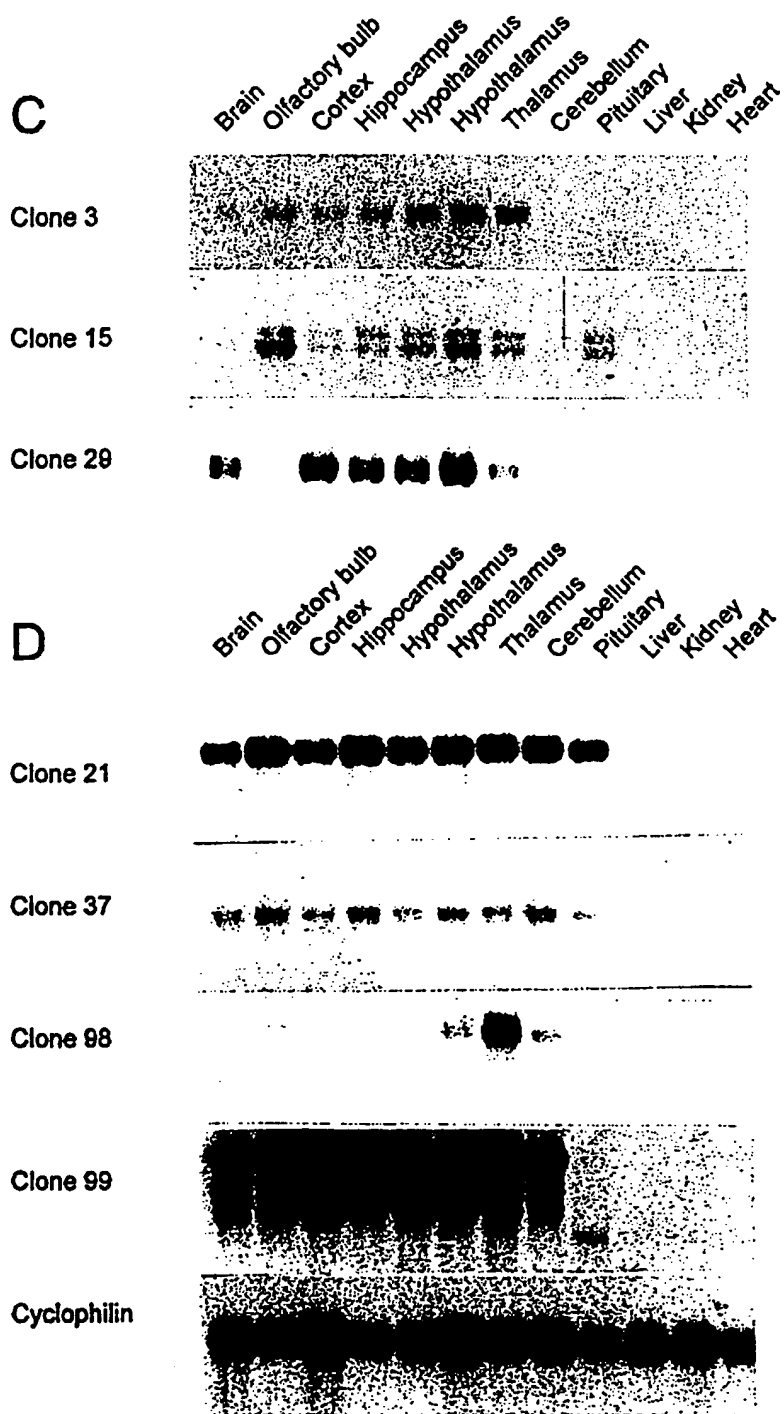 C
Brain Olfactory bulb Cortex Hippocampus Hypothalamus Hypothalamus Thalamus Cerebellum Pituitary Liver Kidney Heart
Clone 3
Clone 15
Clone 29
D
Brain Olfactory bulb Cortex Hippocampus Hypothalamus Hypothalamus Thalamus Cerebellum Pituitary Liver Kidney Heart
Clone 21
Clone 37
Clone 98
Clone 99
Cyclophilin